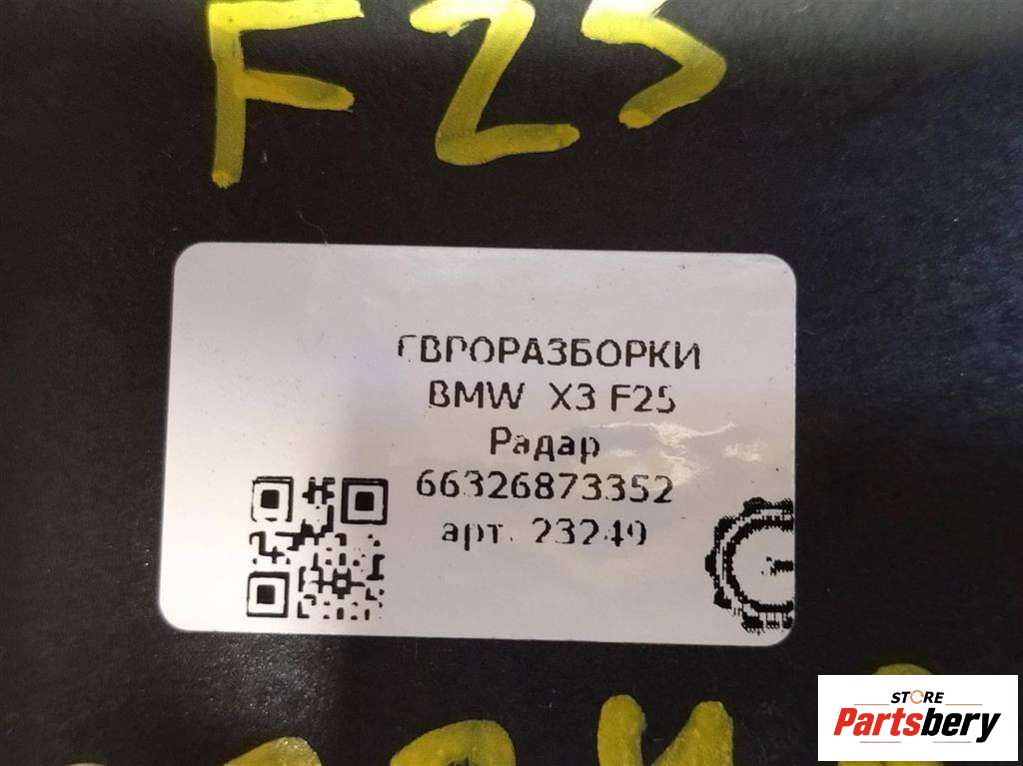 F25
ЕВРОРАЗБОРКИ
BMW X3 F25
Радар
66326873352
арт. 23249
STORE
Partsbery